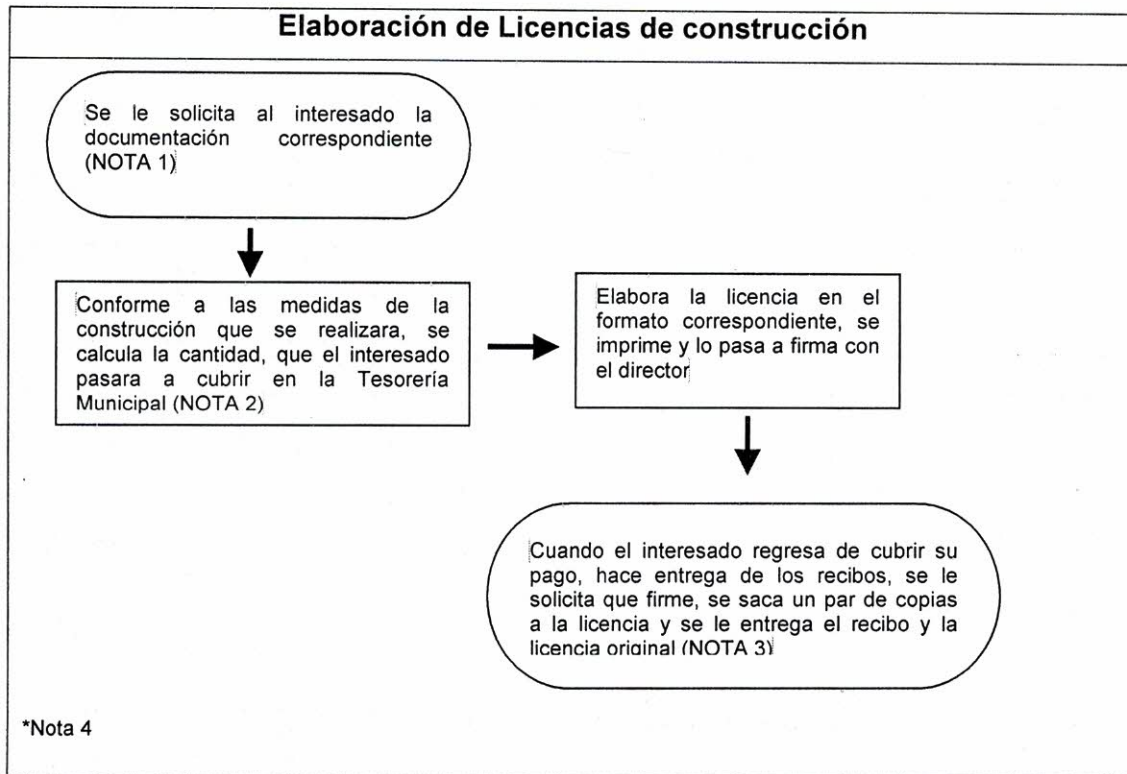 Elaboración de Licencias de construcción
Se le solicita al interesado la
documentación correspondiente
(NOTA 1)
Conforme a las medidas de la
construcción que se realizara, se
calcula la cantidad, que el interesado
pasara a cubrir en la Tesorería
Municipal (NOTA 2)
Elabora la licencia en el
formato correspondiente, se
imprime y lo pasa a firma con
el director
Cuando el interesado regresa de cubrir su
pago, hace entrega de los recibos, se le
solicita que firme, se saca un par de copias
a la licencia y se le entrega el recibo y la
licencia original (NOTA 3)
*Nota 4